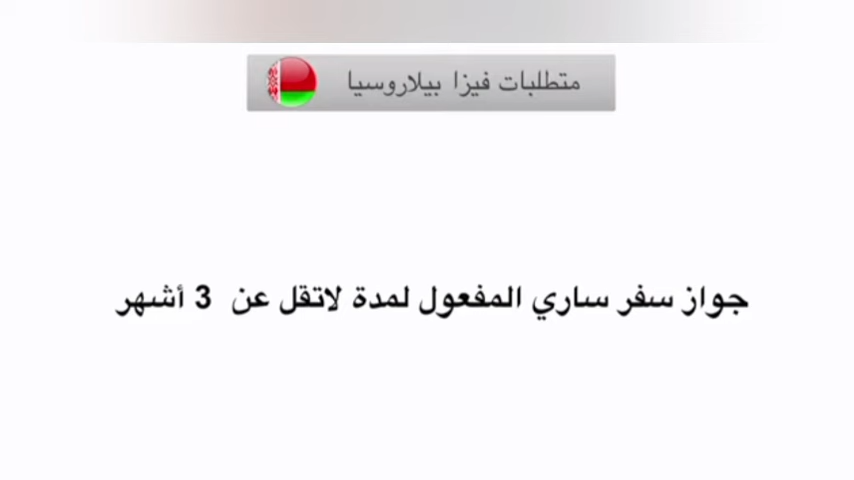 متطلبات فيزا بيلاروسيا
جواز سفر ساري المفعول لمدة لاتقل عن 3 أشهر